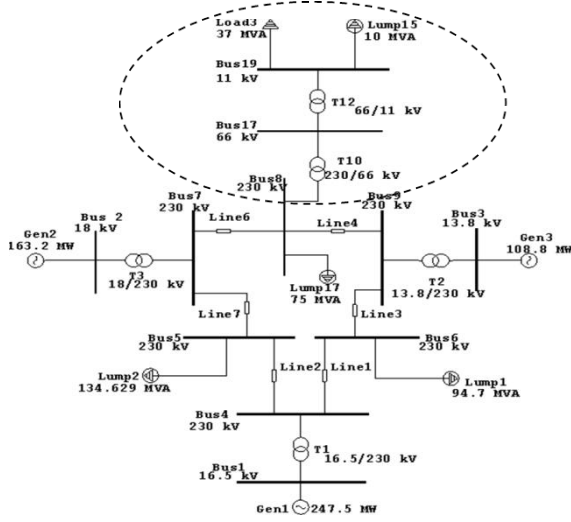 Load3
37 MVA
Lump15
10 MVA
Bus19
11 kV
T12
66/11 kV
Bus17
66 kV
T10
230/66 kV
Bus8
230 kV
Bus7
230 kV
Bus9
230 kV
Line6
Line4
Bus 2
18 kV
Bus3
13.8 kV
Gen2
163.2 MW
Gen3
108.8 MW
T3
18/230 kV
T2
13.8/230 kV
Lump17
75 MVA
Line7
Line3
Bus5
230 kV
Bus6
230 kV
Line2
Line1
Lump2
134.629 MVA
Lump1
94.7 MVA
Bus4
230 kV
T1
16.5/230 kV
Bus1
16.5 kV
Gen1
247.5 MW